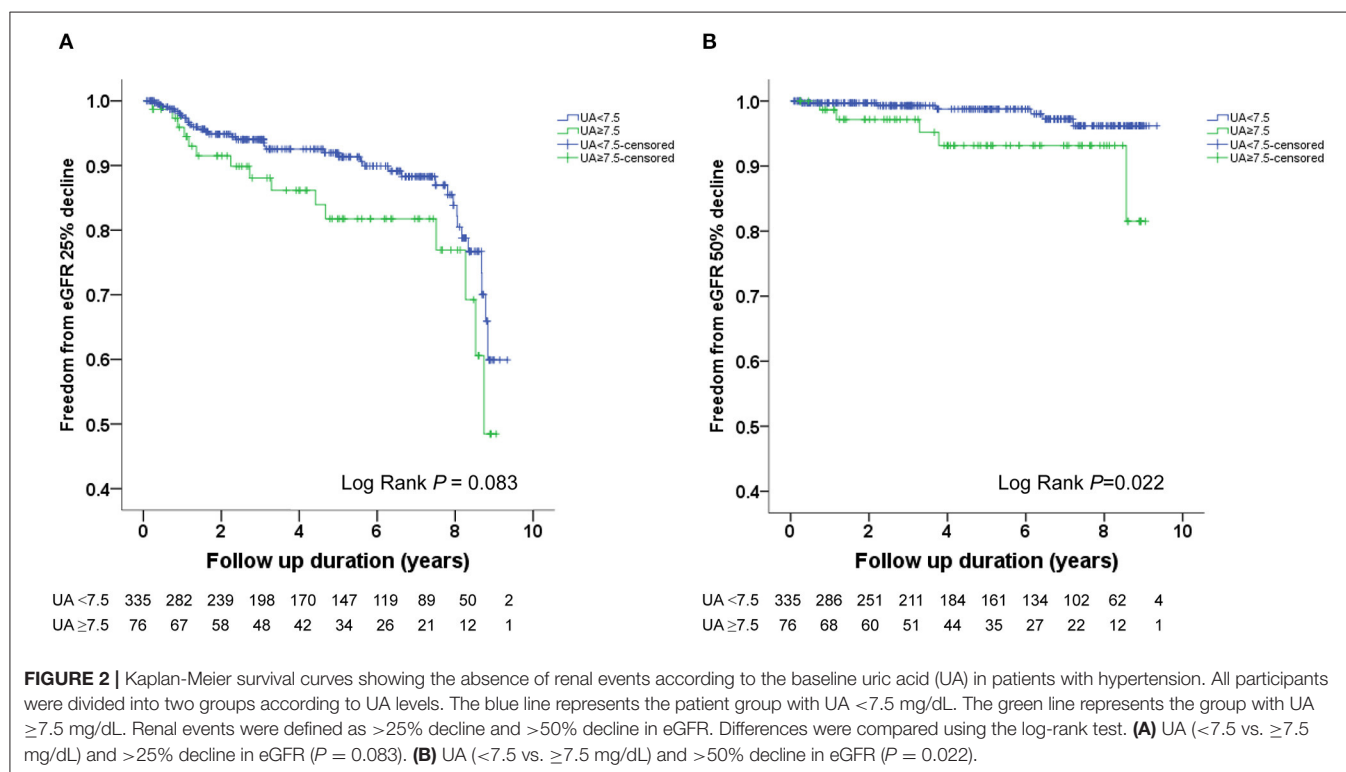 A
1.0
0.9
0.8
0.7
0.6
0.5
0.4
Freedom from eGFR 25% decline
UA<7.5
UA≥7.5
UA<7.5-censored
UA≥7.5-censored
Log Rank P = 0.083
0 2 4 6 8 10
Follow up duration (years)
UA <7.5 335 282 239 198 170 147 119 89 50 2
UA ≥7.5 76 67 58 48 42 34 26 21 12 1
B
1.0
0.9
0.8
0.7
0.6
0.5
0.4
Freedom from eGFR 50% decline
UA<7.5
UA≥7.5
UA<7.5-censored
UA≥7.5-censored
Log Rank P=0.022
0 2 4 6 8 10
Follow up duration (years)
UA <7.5 335 286 251 211 184 161 134 102 62 4
UA ≥7.5 76 68 60 51 44 35 27 22 12 1
FIGURE 2 | Kaplan-Meier survival curves showing the absence of renal events according to the baseline uric acid (UA) in patients with hypertension. All participants
were divided into two groups according to UA levels. The blue line represents the patient group with UA <7.5 mg/dL. The green line represents the group with UA
≥7.5 mg/dL. Renal events were defined as >25% decline and >50% decline in eGFR. Differences were compared using the log-rank test. (A) UA (<7.5 vs. ≥7.5
mg/dL) and >25% decline in eGFR (P = 0.083). (B) UA (<7.5 vs. ≥7.5 mg/dL) and >50% decline in eGFR (P = 0.022).